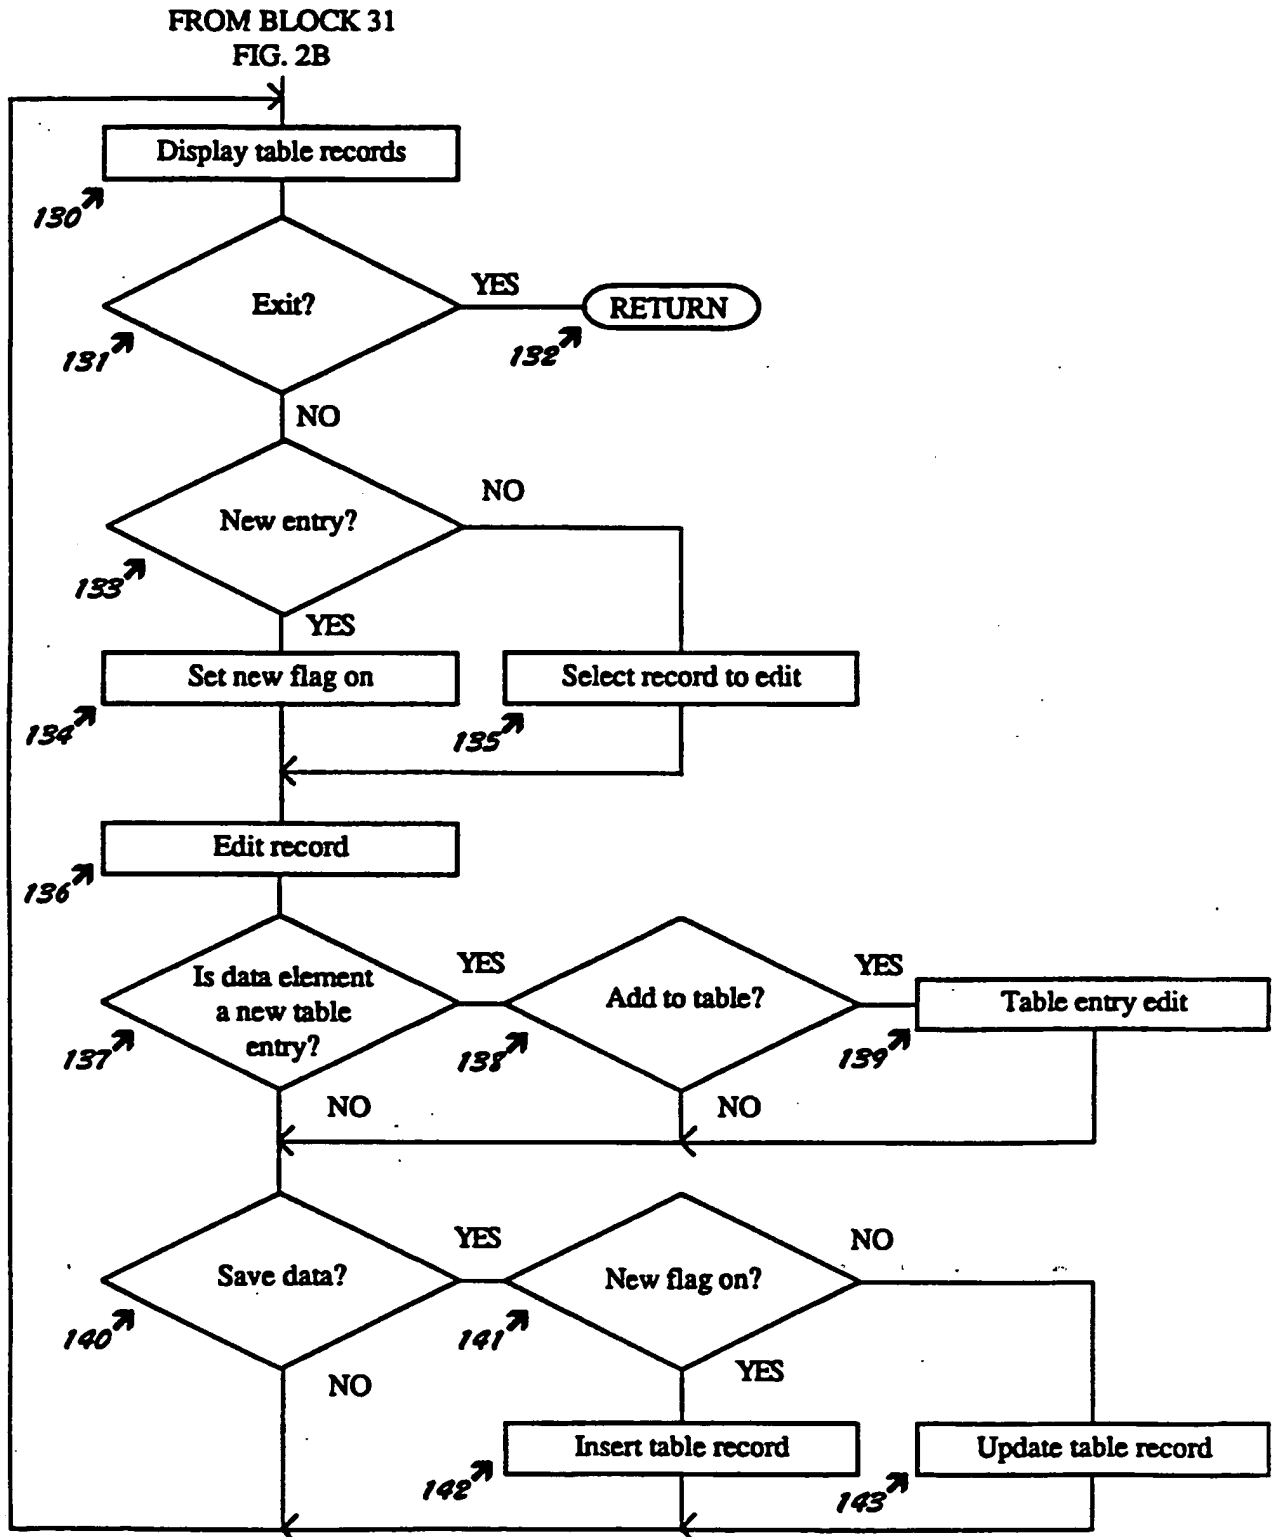 FROM BLOCK 31
FIG. 2B
Display table records
130
Exit?
YES
RETURN
131
132
NO
New entry?
NO
133
YES
Set new flag on
Select record to edit
134
135
Edit record
136
Is data element
a new table
entry?
YES
Add to table?
YES
Table entry edit
137
138
139
NO
NO
Save data?
YES
New flag on?
NO
140
141
NO
YES
Insert table record
Update table record
142
143